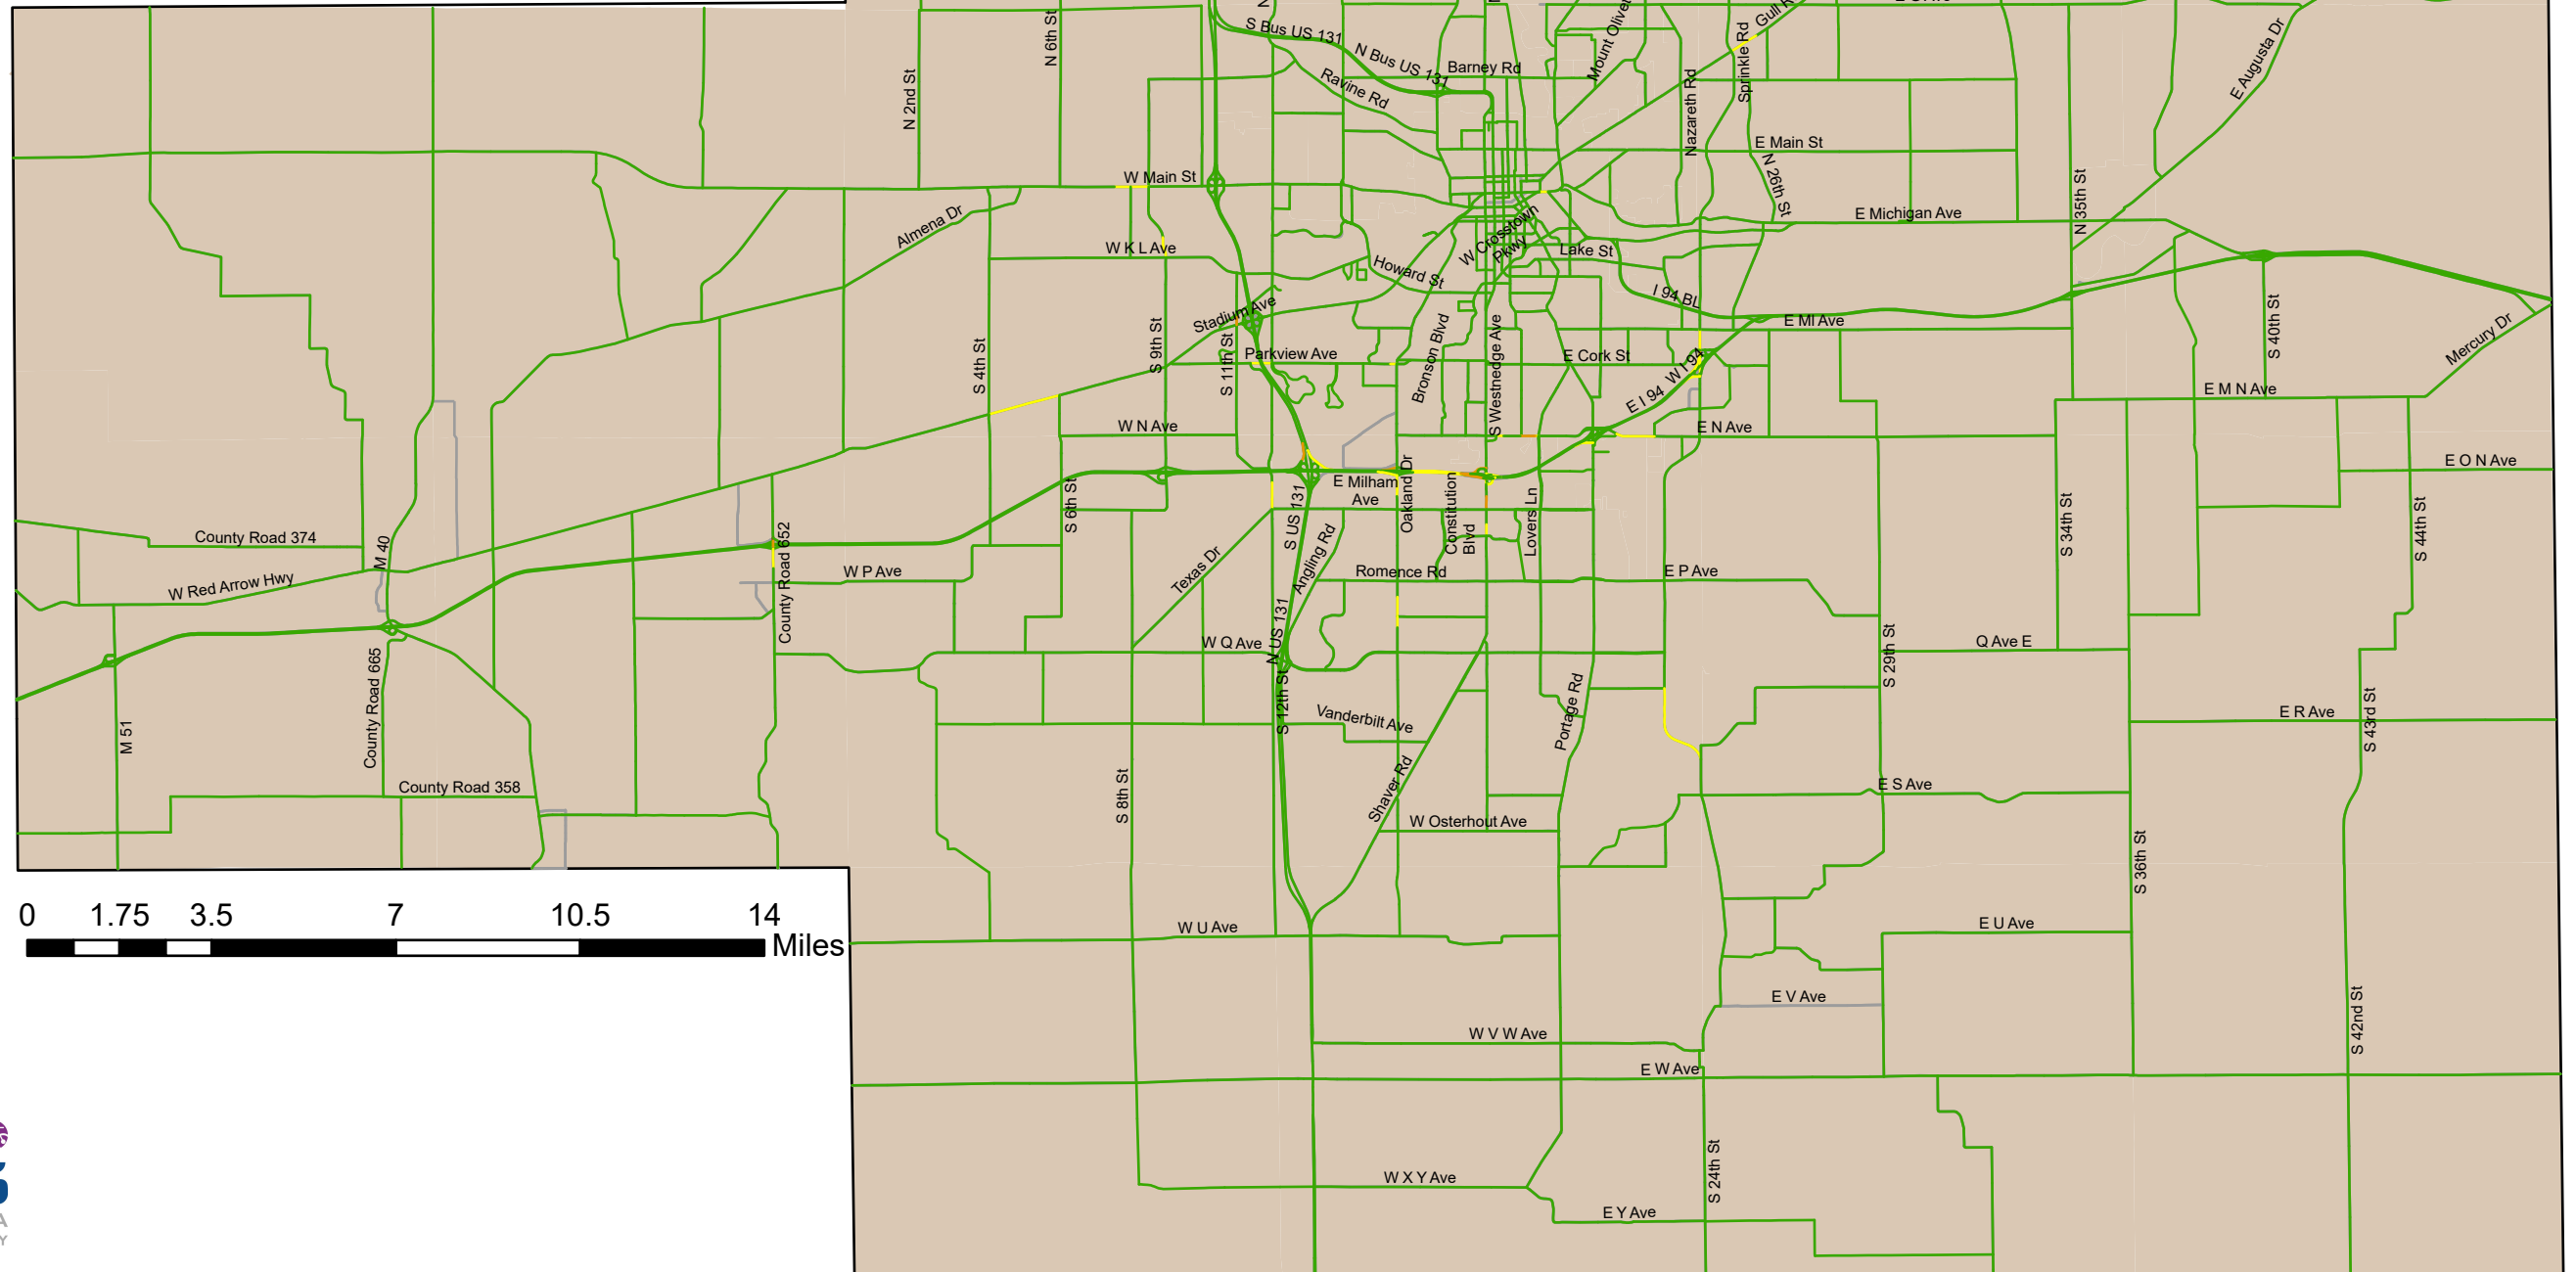 S Bus US 131
N Bus US 131
Barney Rd
Ravine Rd
N 6th St
N 2nd St
Mount Olivet
Nazareth Rd
Sprinkle Rd
Gull R
E Augusta Dr
E Main St
N 26th St
N 35th St
W Main St
Almena Dr
E Michigan Ave
W K L Ave
W Crosstown
Pkwy
Lake St
Howard St
I 94 BL
E MI Ave
Stadium Ave
S 40th St
Mercury Dr
S 4th St
S 9th St
S 11th St
Parkview Ave
Bronson Blvd
S Westnedge Ave
E Cork St
W I 94
E I 94
E M N Ave
W N Ave
E N Ave
E O N Ave
E Milham
Ave
Oakland Dr
Constitution
Blvd
Lovers Ln
S 6th St
S US 131
Angling Rd
S 34th St
S 44th St
County Road 374
M 40
County Road 652
W Red Arrow Hwy
W P Ave
Texas Dr
Romence Rd
E P Ave
N US 131
W Q Ave
S 29th St
Q Ave E
County Road 665
M 51
S 12th St
Vanderbilt Ave
Portage Rd
E R Ave
S 43rd St
County Road 358
S 8th St
Shaver Rd
W Osterhout Ave
E S Ave
S 36th St
0 1.75 3.5 7 10.5 14
Miles
W U Ave
E U Ave
E V Ave
W V W Ave
S 42nd St
E W Ave
W X Y Ave
S 24th St
E Y Ave
A
Y